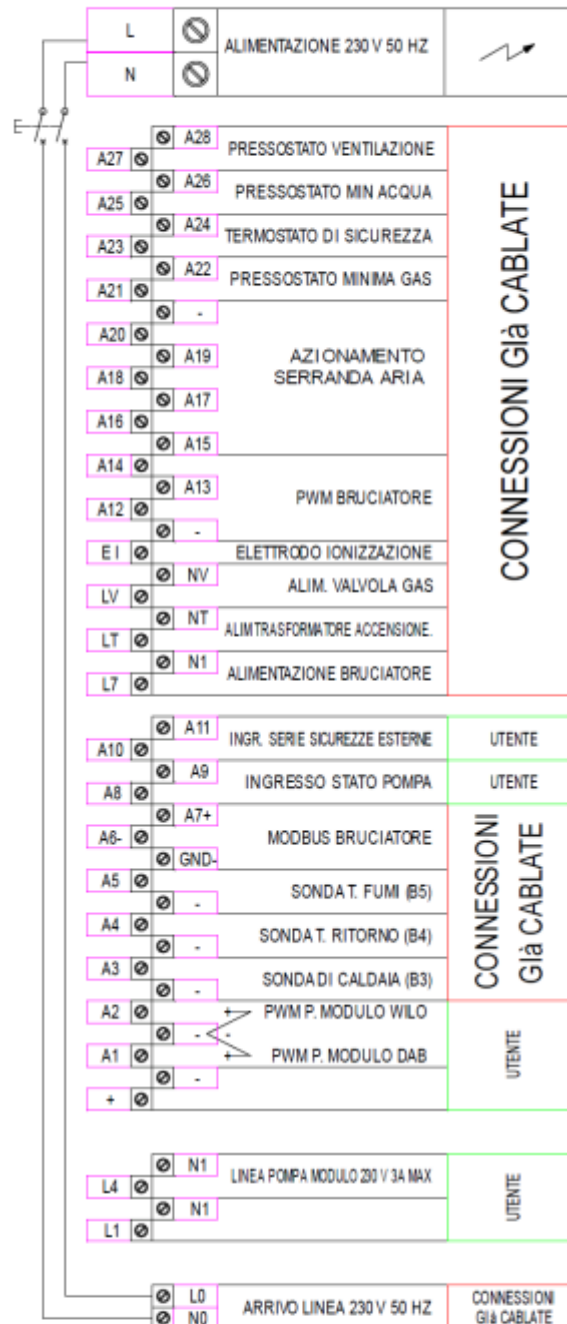 L
ALIMENTAZIONE 230 V 50 HZ
N
A28
PRESSOSTATO VENTILAZIONE
A27
A26
PRESSOSTATO MIN ACQUA
A25
A24
TERMOSTATO DI SICUREZZA
A23
A22
PRESSOSTATO MINIMA GAS
A21
-
A20
A19
AZIONAMENTO
SERRANDA ARIA
A18
A17
A16
A15
A14
A13
PWM BRUCIATORE
A12
-
EI
ELETTRODO IONIZZAZIONE
NV
ALIM. VALVOLA GAS
LV
NT
ALIM TRASFORMATORE ACCENSIONE.
LT
N1
ALIMENTAZIONE BRUCIATORE
L7
CONNESSIONI Già CABLATE
A11
INGR. SERIE SICUREZZE ESTERNE
UTENTE
A10
A9
INGRESSO STATO POMPA
UTENTE
A8
A7+
A6-
MODBUS BRUCIATORE
GND-
A5
SONDA T. FUMI (B5)
-
A4
SONDA T. RITORNO (B4)
-
A3
SONDA DI CALDAIA (B3)
-
CONNESSIONI
Già CABLATE
A2
+ PWM P. MODULO WILO
- -
A1
+ PWM P. MODULO DAB
-
+
UTENTE
N1
LINEA POMPA MODULO 230 V 3A MAX
L4
N1
L1
UTENTE
L0
ARRIVO LINEA 230 V 50 HZ
N0
CONNESSIONI
Già CABLATE